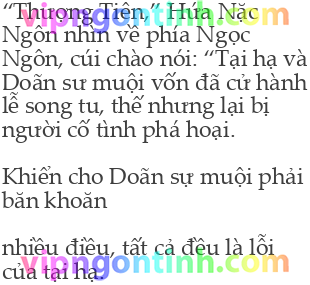 “Thượng Tiên.” Hứa Nặc
Ngôn nhìn về phía Ngọc
Ngôn, cúi chào nói: “Tại hạ và
Doãn sư muội vốn đã cử hành
lễ song tu, thế nhưng lại bị
người cố tình phá hoại.
Khiến cho Doãn sự muội phải
băn khoăn
nhiều điều, tất cả đều là lỗi
của tại hạ.
vipngontinh.com
vipngontinh.com